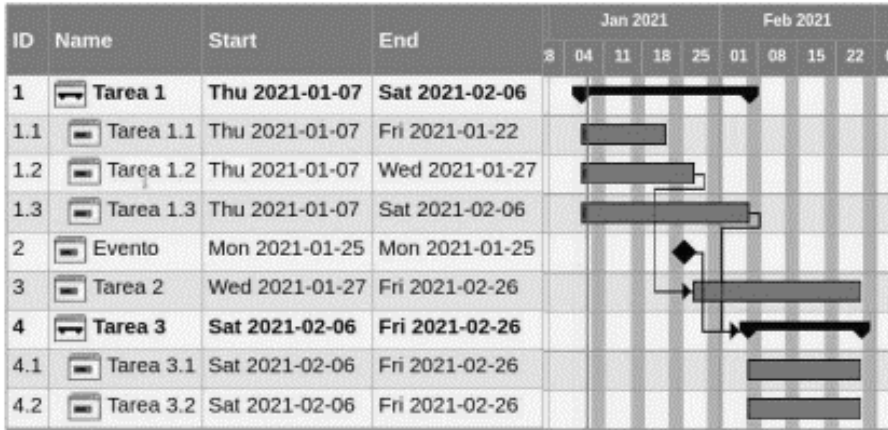 Jan 2021 Feb 2021
ID Name Start End 8 04 11 18 25 01 08 15 22
1 Tarea 1 Thu 2021-01-07 Sat 2021-02-06
1.1 Tarea 1.1 Thu 2021-01-07 Fri 2021-01-22
1.2 Tarea 1.2 Thu 2021-01-07 Wed 2021-01-27
1.3 Tarea 1.3 Thu 2021-01-07 Sat 2021-02-06
2 Evento Mon 2021-01-25 Mon 2021-01-25
3 Tarea 2 Wed 2021-01-27 Fri 2021-02-26
4 Tarea 3 Sat 2021-02-06 Fri 2021-02-26
4.1 Tarea 3.1 Sat 2021-02-06 Fri 2021-02-26
4.2 Tarea 3.2 Sat 2021-02-06 Fri 2021-02-26